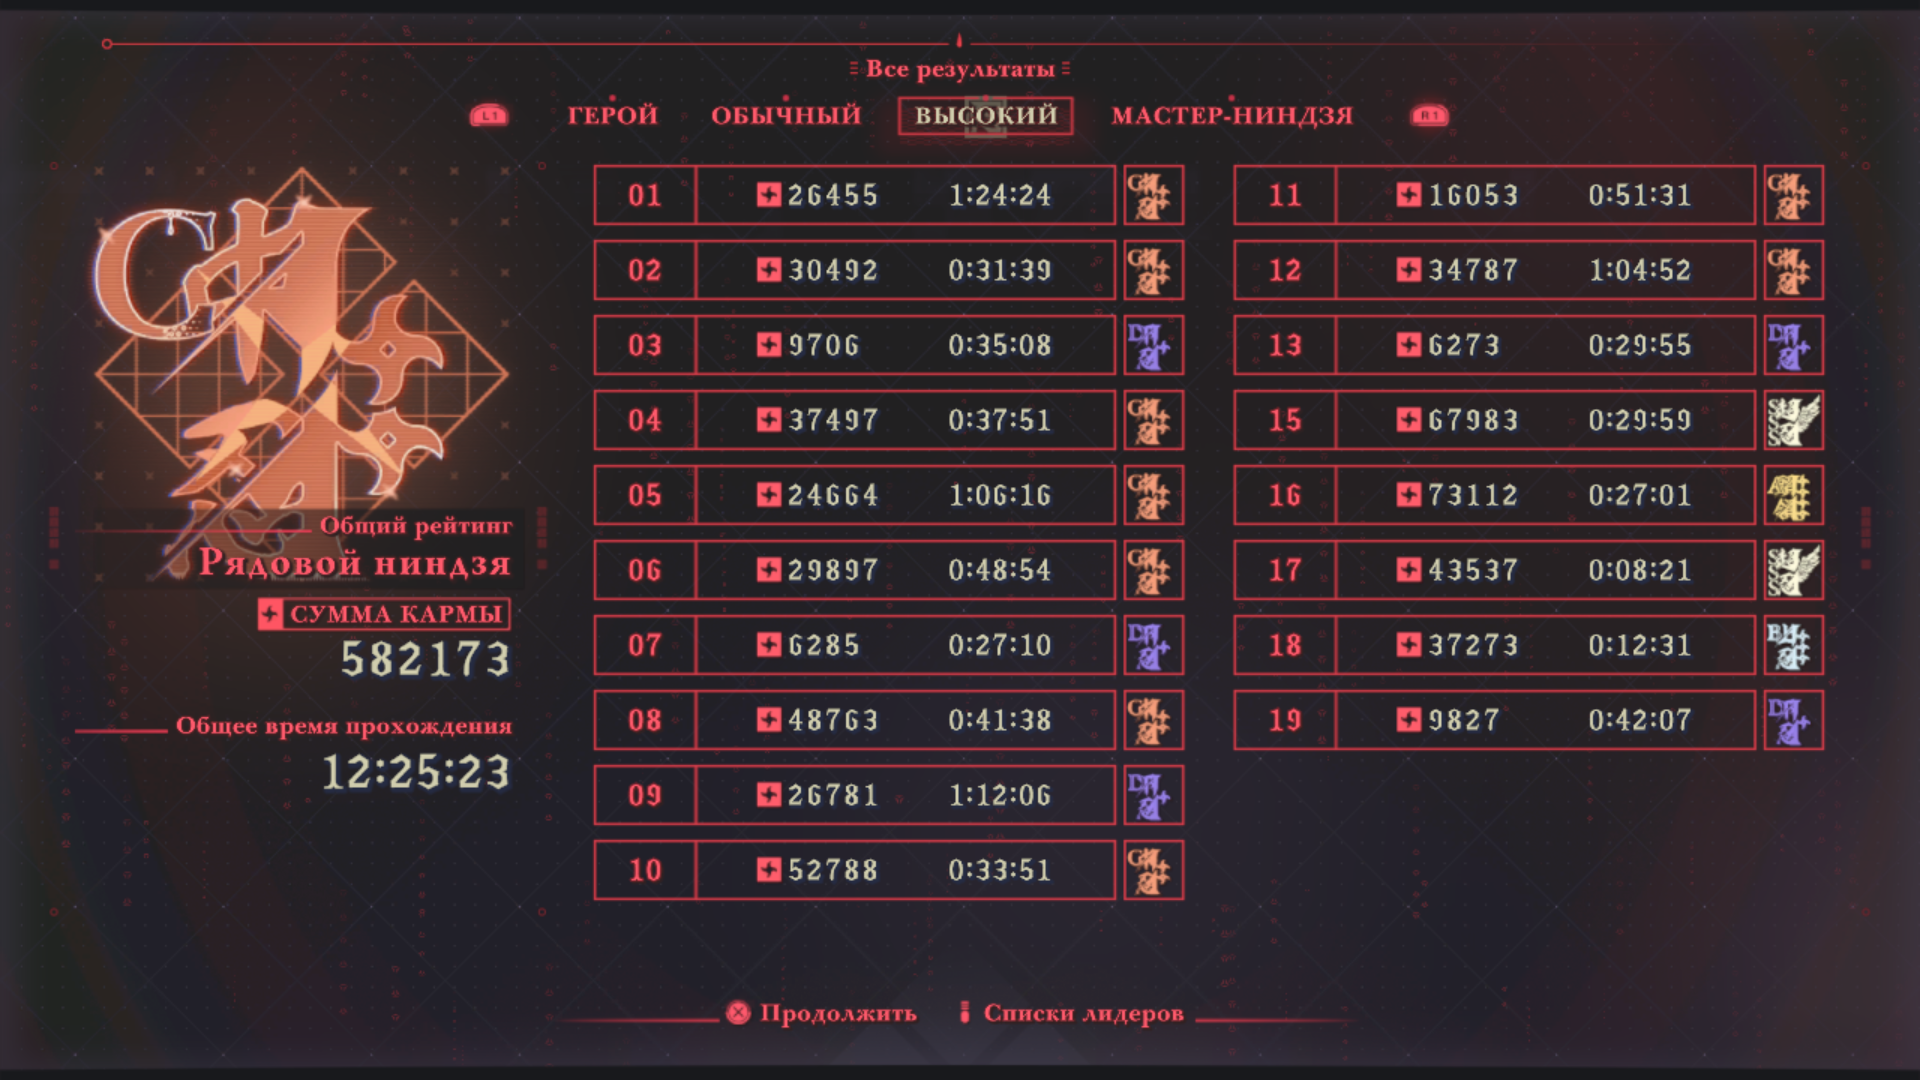 Все результаты
L1 ГЕРОЙ ОБЫЧНЫЙ ВЫСОКИЙ МАСТЕР-НИНДЗЯ R1
Общий рейтинг
Рядовой ниндзя
СУММА КАРМЫ
582173
Общее время прохождения
12:25:23
01 26455 1:24:24
02 30492 0:31:39
03 9706 0:35:08
04 37497 0:37:51
05 24664 1:06:16
06 29897 0:48:54
07 6285 0:27:10
08 48763 0:41:38
09 26781 1:12:06
10 52788 0:33:51
11 16053 0:51:31
12 34787 1:04:52
13 6273 0:29:55
15 67983 0:29:59
16 73112 0:27:01
17 43537 0:08:21
18 37273 0:12:31
19 9827 0:42:07
Продолжить Списки лидеров